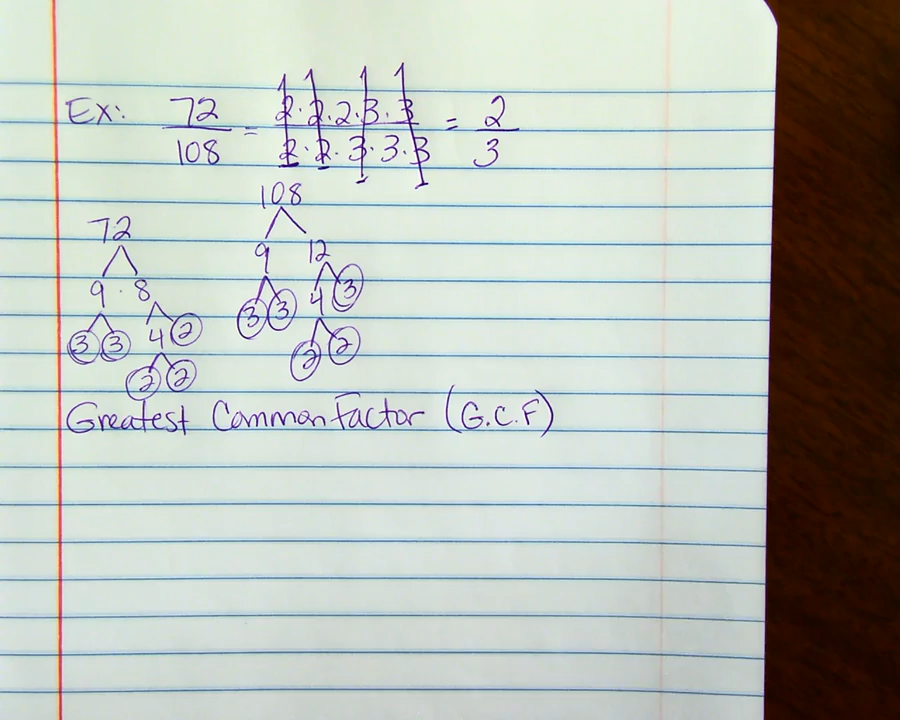 1 1 1 1
Ex: 72 = 2·2·2·3·3 = 2
108 2·2·3·3·3 3
1 1
108
72
9 12
9 · 8
4 3
3 3
3 3 4 2
2 2
2 2
Greatest Common Factor (G.C.F)